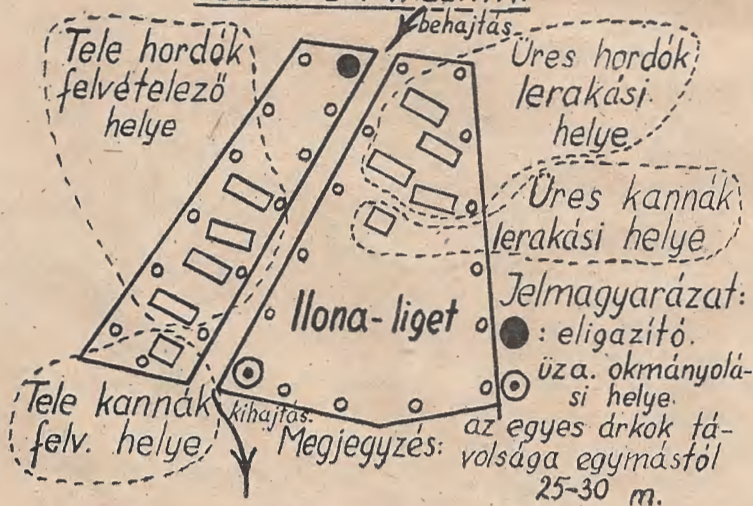 behajtás.
Tele hordók
felvételező
helye
Üres hordók
lerakási
helye
Üres kannák
lerakási helye
Ilona-liget
Jelmagyarázat:
: eligazító.
üza. okmányolá-
si helye.
Tele kannák
felv. helye
kihajtás.
Megjegyzés:
az egyes árkok tá-
volsága egymástól
25-30 m.